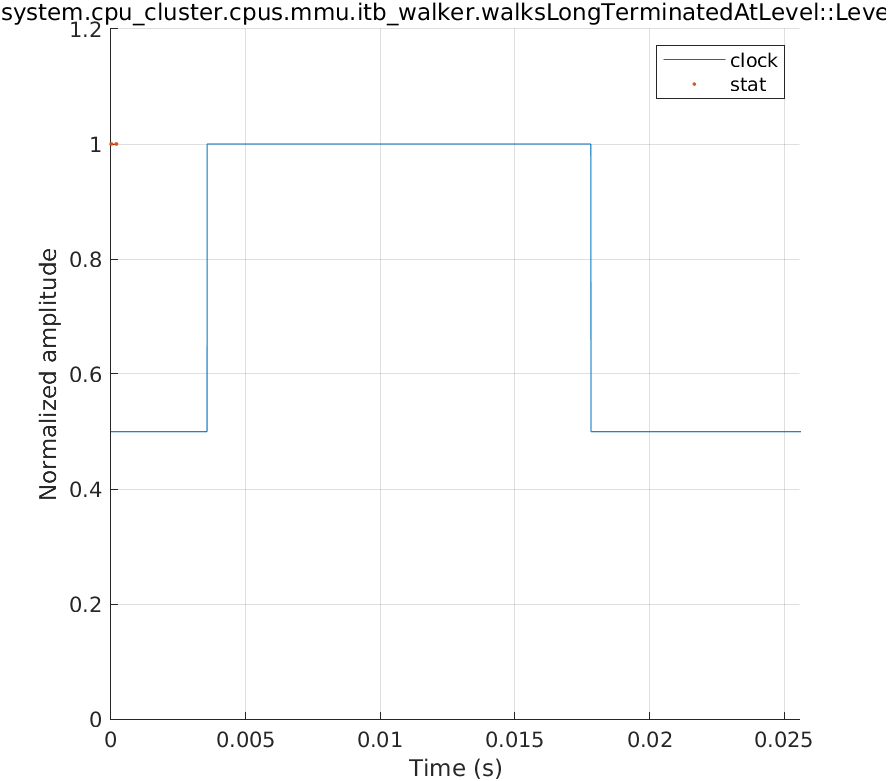 system.cpu_cluster.cpus.mmu.itb_walker.walksLongTerminatedAtLevel::Leve
1.2
clock
stat
1
0.8
0.6
0.4
0.2
0
Normalized amplitude
0 0.005 0.01 0.015 0.02 0.025
Time (s)